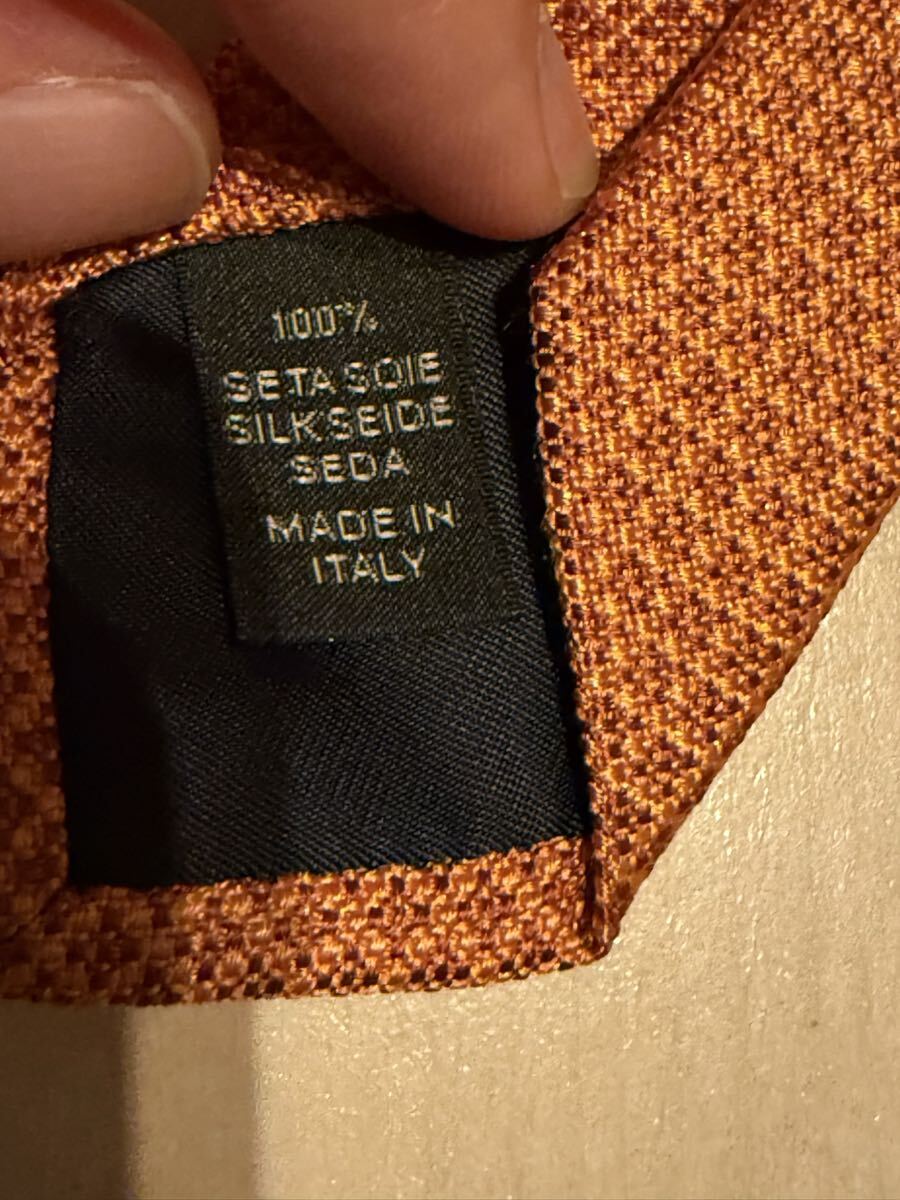 100%
SETA SOIE
SILK SEIDE
SEDA
MADE IN
ITALY